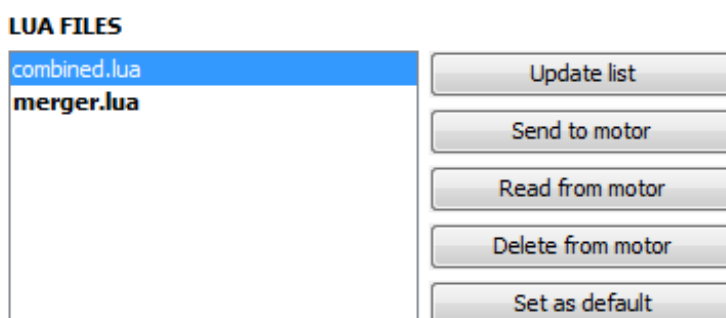 LUA FILES
combined.lua
merger.lua
Update list
Send to motor
Read from motor
Delete from motor
Set as default